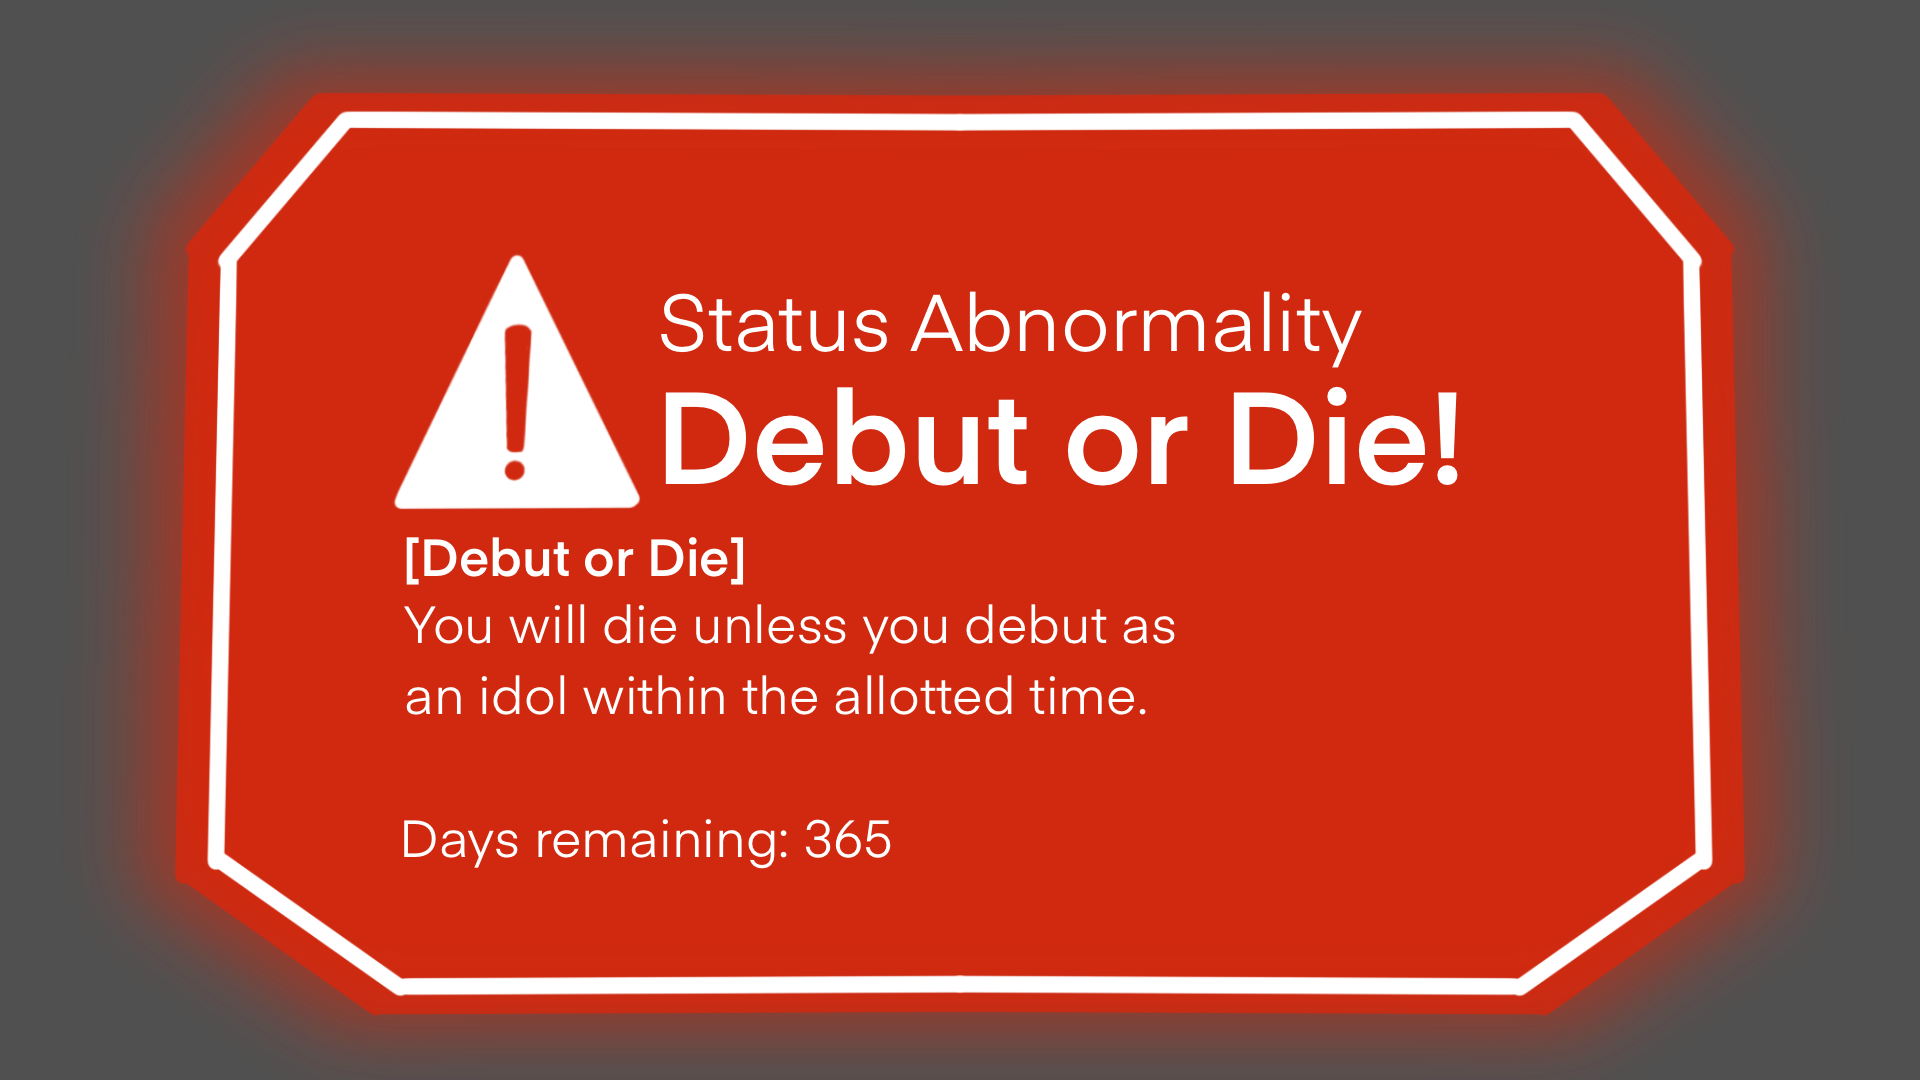 Status Abnormality
Debut or Die!
[Debut or Die]
You will die unless you debut as
an idol within the allotted time.
Days remaining: 365